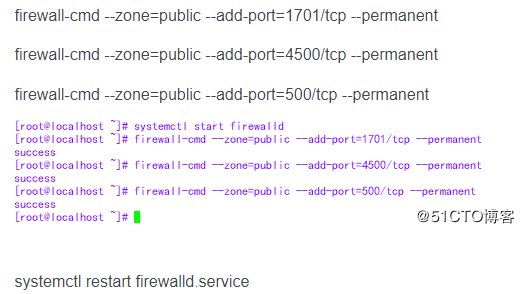 firewall-cmd --zone=public --add-port=1701/tcp --permanent
firewall-cmd --zone=public --add-port=4500/tcp --permanent
firewall-cmd --zone=public --add-port=500/tcp --permanent
[root@localhost ~]# systemctl start firewalld
[root@localhost ~]# firewall-cmd --zone=public --add-port=1701/tcp --permanent
success
[root@localhost ~]# firewall-cmd --zone=public --add-port=4500/tcp --permanent
success
[root@localhost ~]# firewall-cmd --zone=public --add-port=500/tcp --permanent
success
[root@localhost ~]#
@51CTO博客
systemctl restart firewalld.service